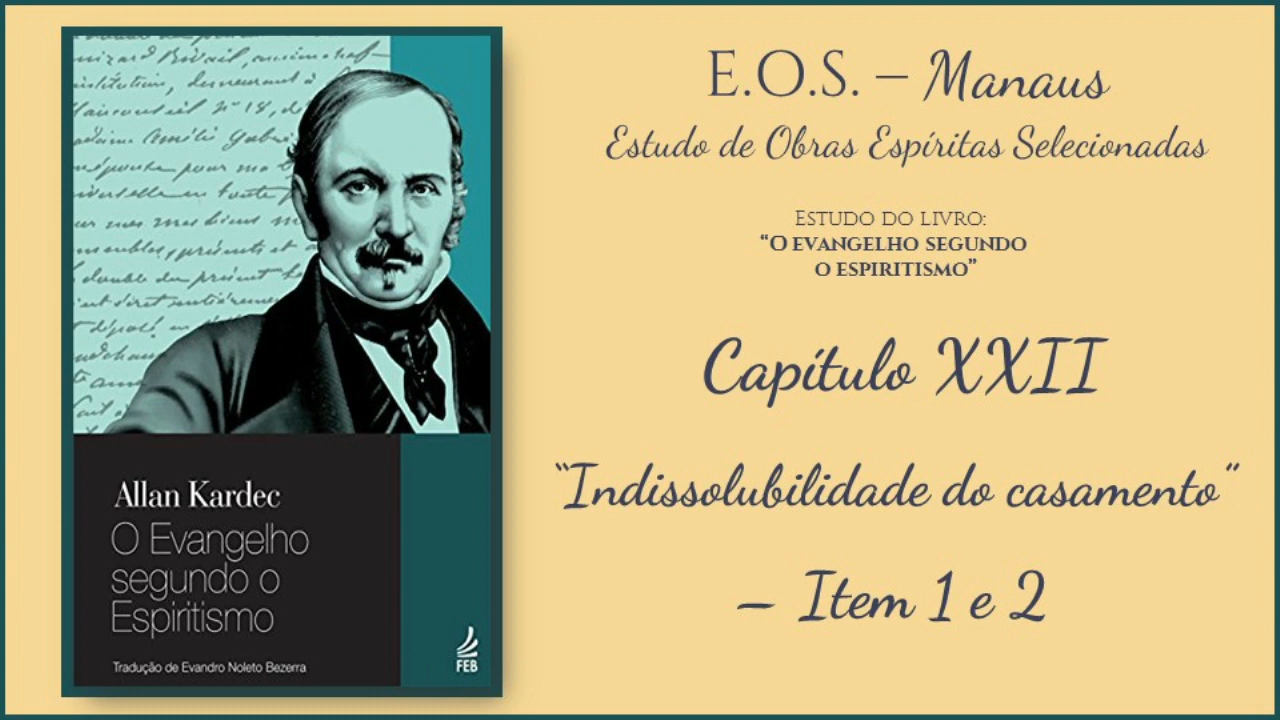 E.O.S. – Manaus
Estudo de Obras Espíritas Selecionadas
Estudo do livro:
“O evangelho segundo
o espiritismo”
Capítulo XXII
“Indissolubilidade do casamento”
– Item 1 e 2
Allan Kardec
O Evangelho
segundo o
Espiritismo
Tradução de Evandro Noleto Bezerra
FEB